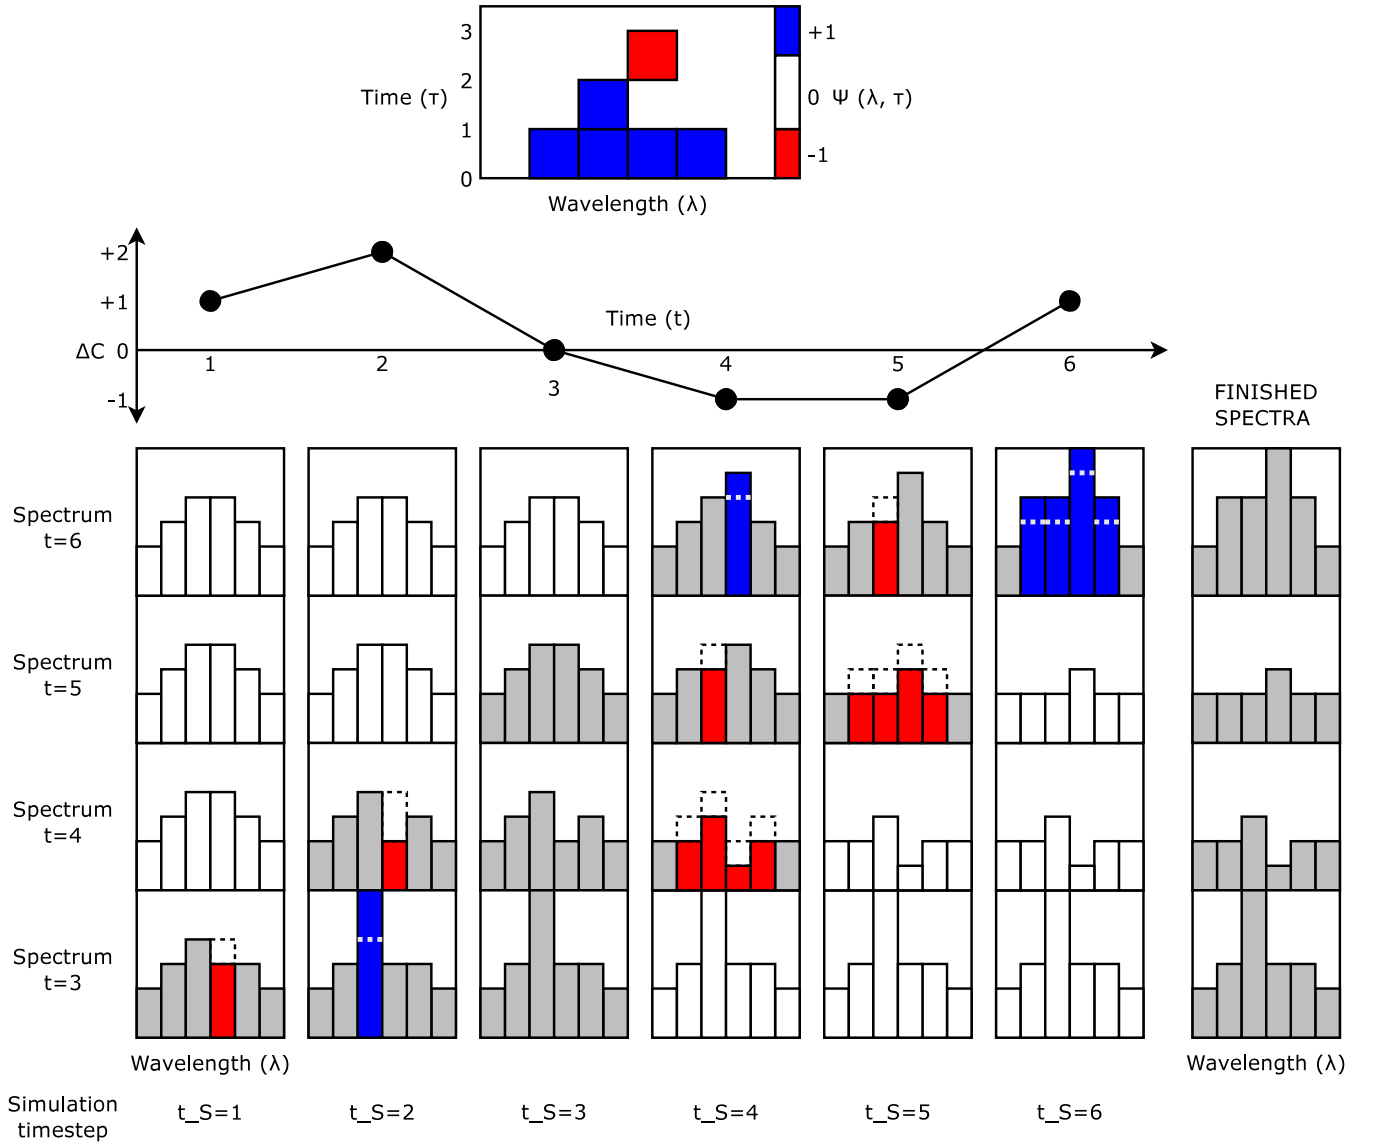 3
+1
2
Time (τ)
0 Ψ (λ, τ)
1
-1
0
Wavelength (λ)
+2
+1
Time (t)
ΔC 0
1
2
3
4
5
6
-1
FINISHED
SPECTRA
Spectrum
t=6
Spectrum
t=5
Spectrum
t=4
Spectrum
t=3
Wavelength (λ)
Wavelength (λ)
Simulation
timestep
t_S=1
t_S=2
t_S=3
t_S=4
t_S=5
t_S=6